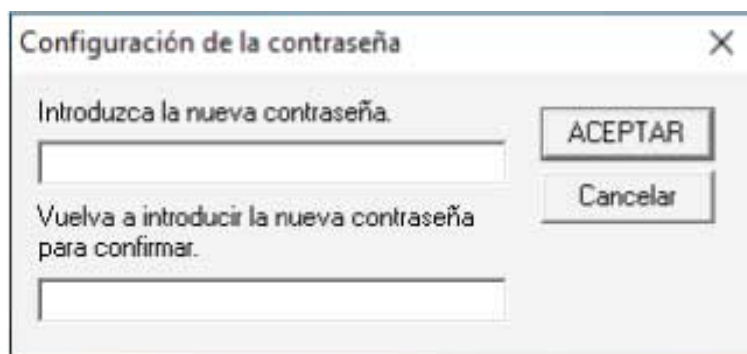 Configuración de la contraseña
Introduzca la nueva contraseña.
ACEPTAR
Cancelar
Vuelva a introducir la nueva contraseña
para confirmar.